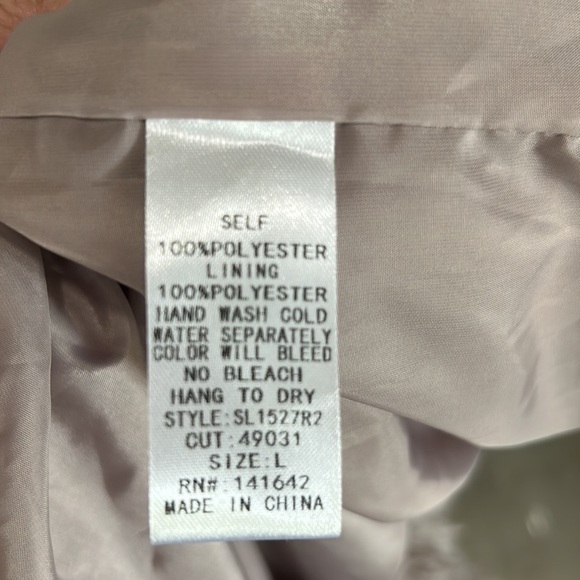 SELF
100%POLYESTER
LINING
100%POLYESTER
HAND WASH COLD
WATER SEPARATELY
COLOR WILL BLEED
NO BLEACH
HANG TO DRY
STYLE:SL1527R2
CUT:49031
SIZE:L
RN#:141642
MADE IN CHINA